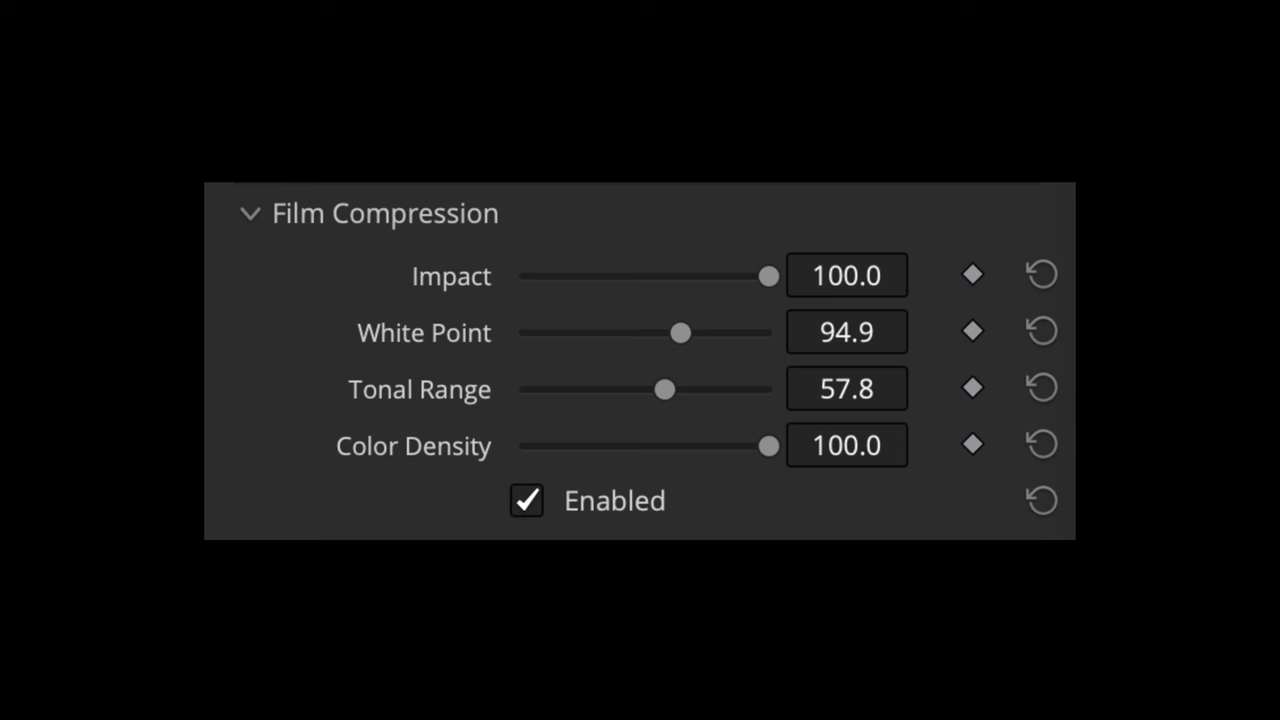 Film Compression
Impact 100.0
White Point 94.9
Tonal Range 57.8
Color Density 100.0
Enabled